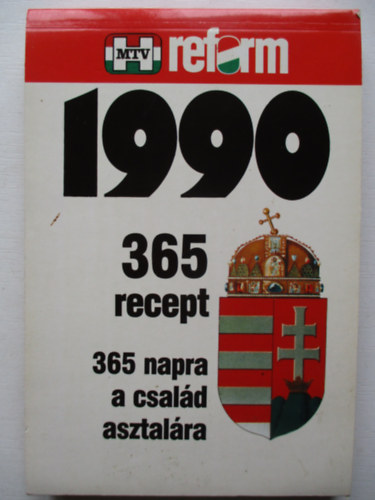 H MTV reform
1990
365
recept
365 napra
a család
asztalára